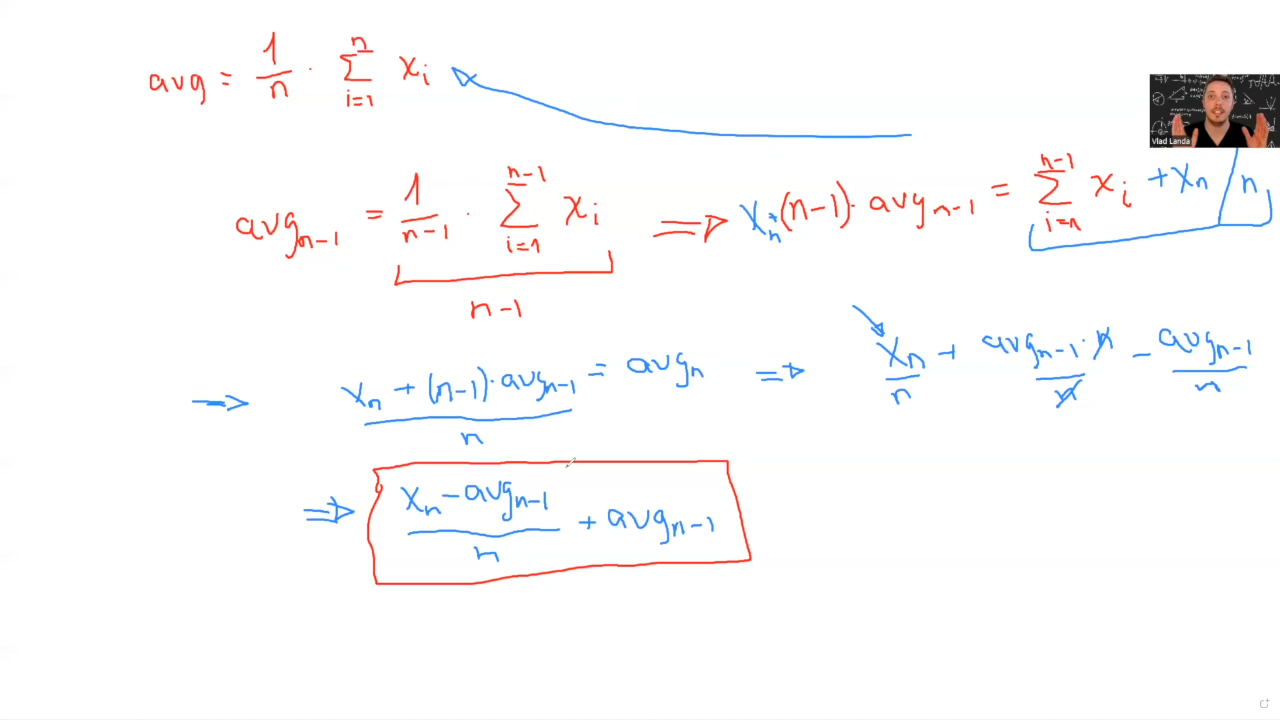 avg = 1/n · Σ_{i=1}^{n} x_i
Vlad Landa
avg_{n-1} = 1/(n-1) · Σ_{i=1}^{n-1} x_i ⟹ x_n + (n-1) · avg_{n-1} = Σ_{i=1}^{n-1} x_i + x_n / n
n-1
→ (x_n + (n-1) · avg_{n-1})/n = avg_n ⟹ x_n/n + (avg_{n-1} · n)/n - avg_{n-1}/n
⟹ (x_n - avg_{n-1})/n + avg_{n-1}